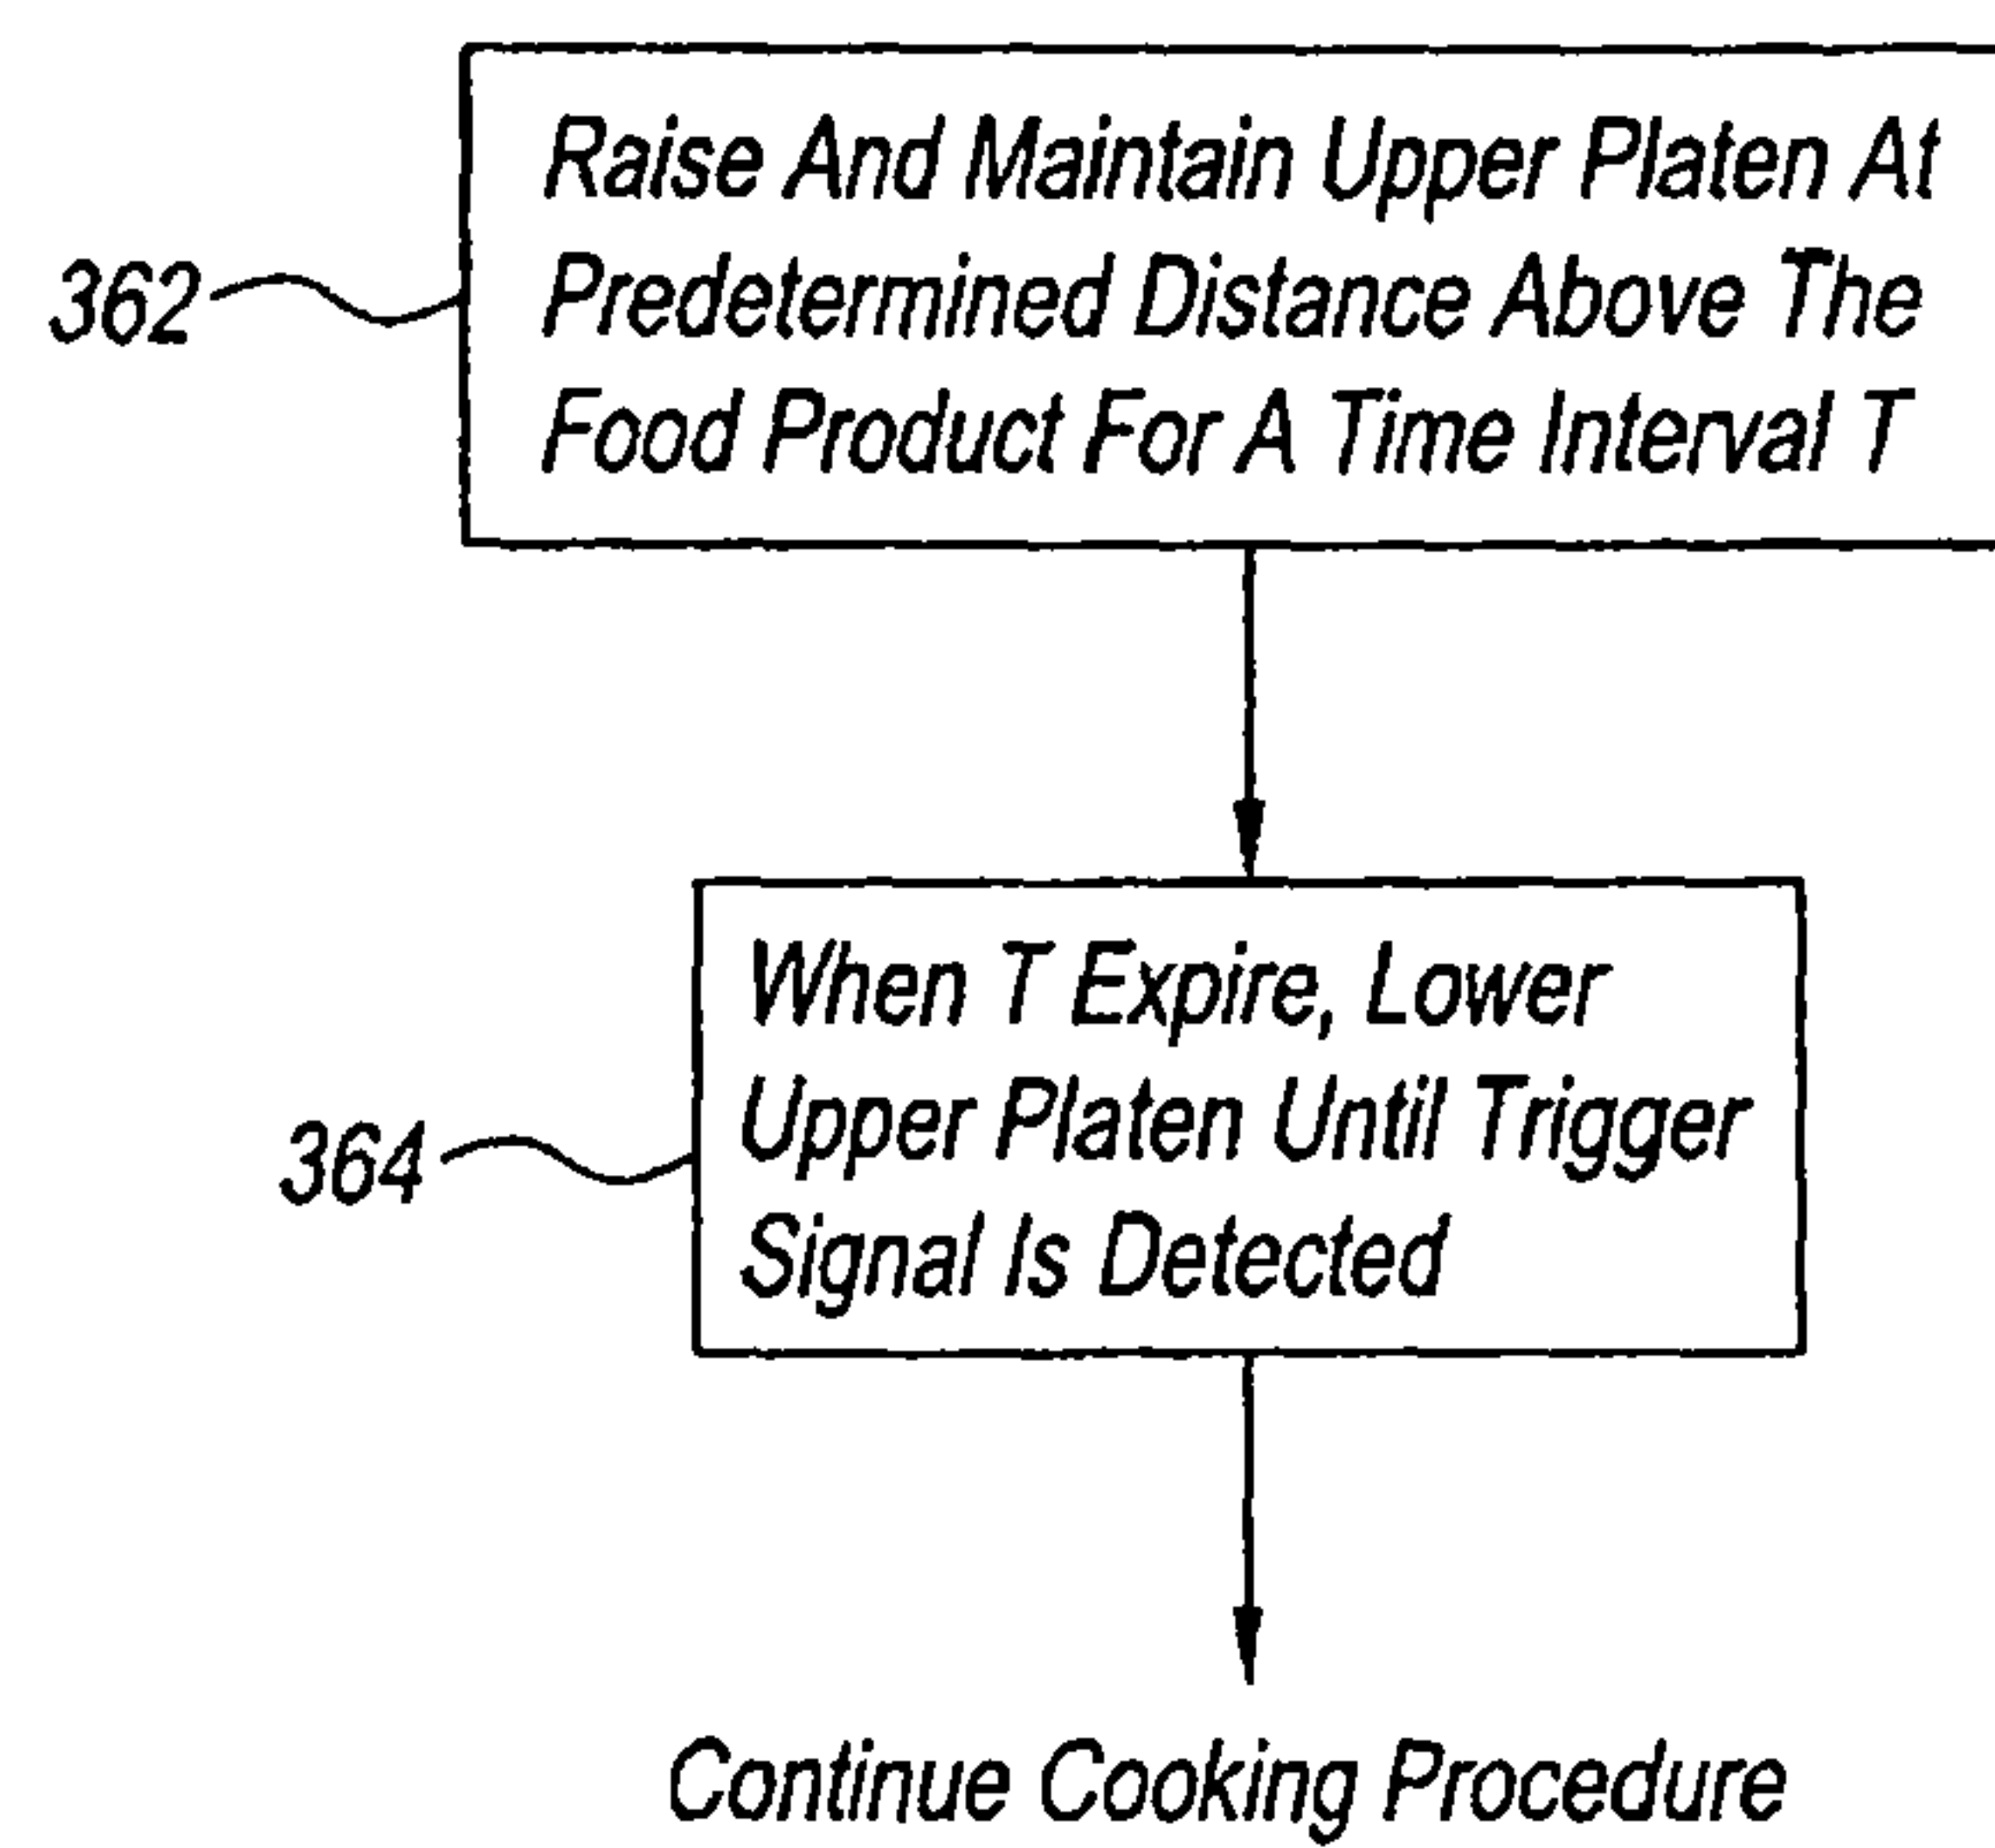 Raise And Maintain Upper Platen At
362
Predetermined Distance Above The
Food Product For A Time Interval T
When T Expire, Lower
Upper Platen Until Trigger
364
Signal Is Detected
Continue Cooking Procedure